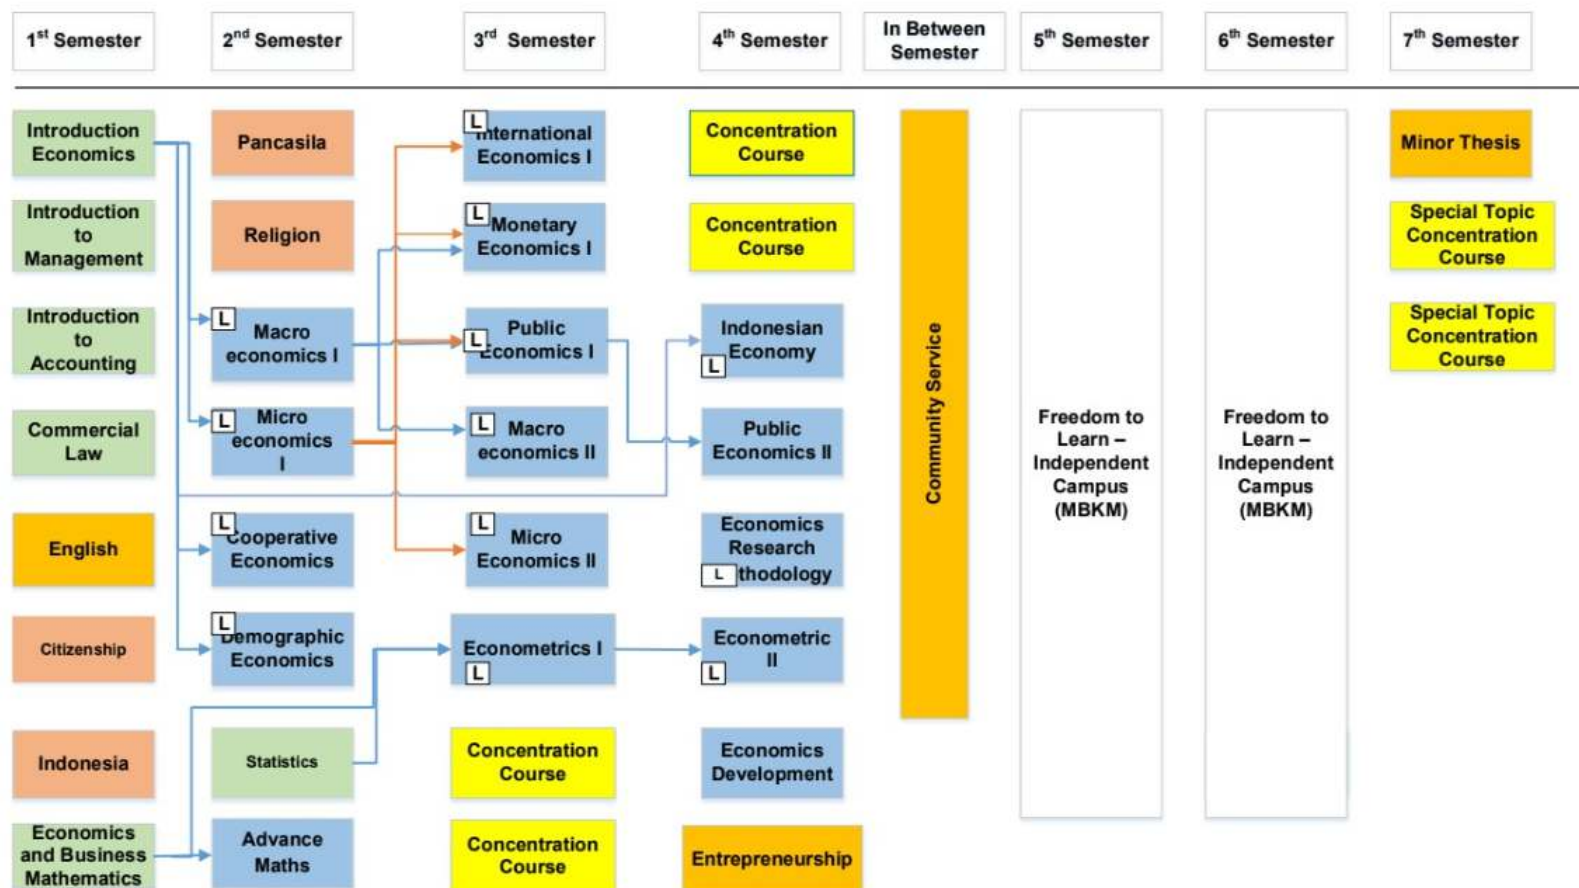 1st Semester
2nd Semester
3rd Semester
4th Semester
In Between
Semester
5th Semester
6th Semester
7th Semester
Introduction
Economics
Introduction
to
Management
Introduction
to
Accounting
Commercial
Law
English
Citizenship
Indonesia
Economics
and Business
Mathematics
Pancasila
Religion
L
Macro
economics I
L
Micro
economics
I
L
Cooperative
Economics
L
Demographic
Economics
Statistics
Advance
Maths
L
International
Economics I
L
Monetary
Economics I
L
Public
Economics I
L
Macro
economics II
L
Micro
Economics II
Econometrics I
L
Concentration
Course
Concentration
Course
Concentration
Course
Concentration
Course
Indonesian
Economy
L
Public
Economics II
Economics
Research
L thodology
Econometric
II
L
Economics
Development
Entrepreneurship
Community Service
Freedom to
Learn –
Independent
Campus
(MBKM)
Freedom to
Learn –
Independent
Campus
(MBKM)
Minor Thesis
Special Topic
Concentration
Course
Special Topic
Concentration
Course